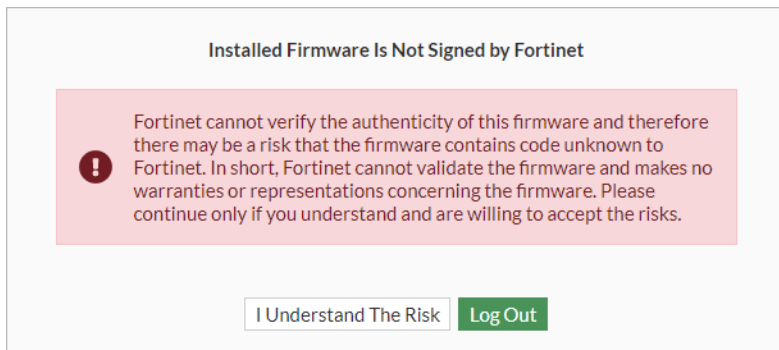 Installed Firmware Is Not Signed by Fortinet
Fortinet cannot verify the authenticity of this firmware and therefore
there may be a risk that the firmware contains code unknown to
Fortinet. In short, Fortinet cannot validate the firmware and makes no
warranties or representations concerning the firmware. Please
continue only if you understand and are willing to accept the risks.
I Understand The Risk Log Out